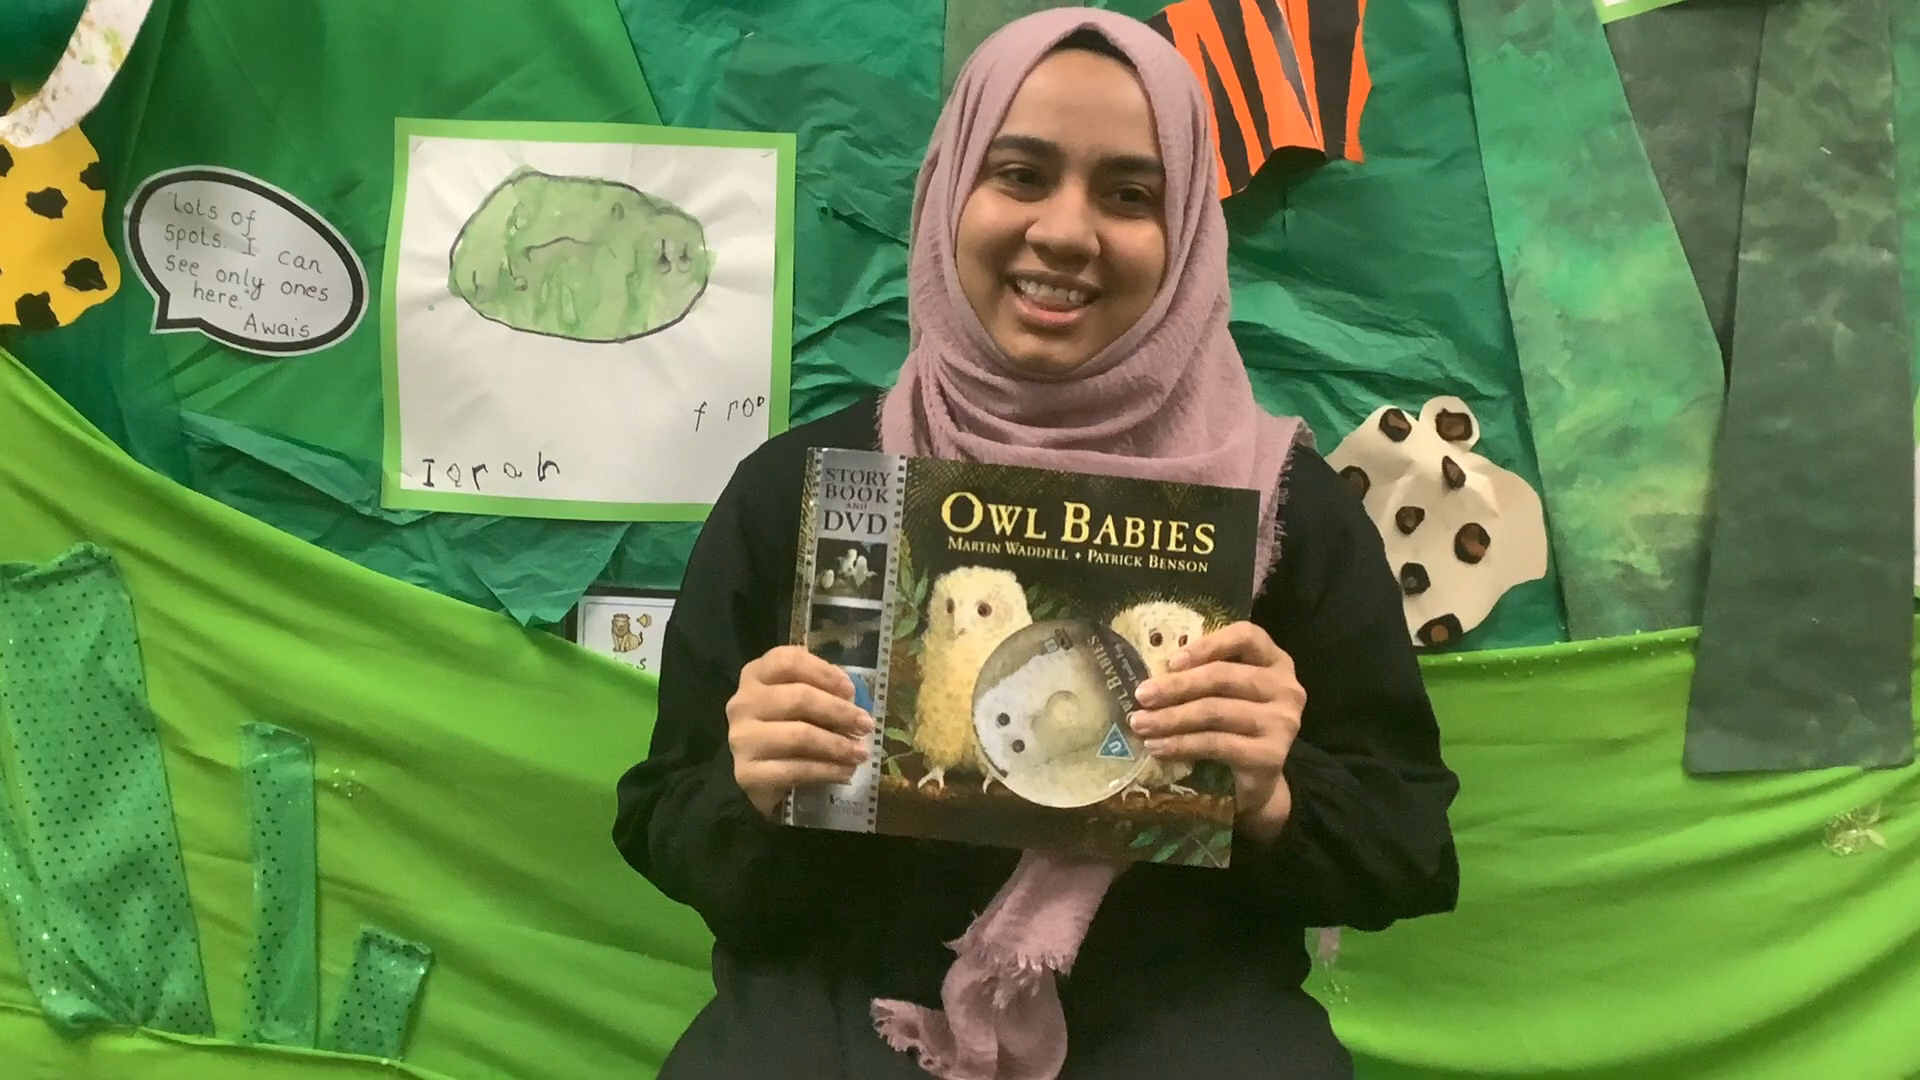 "Lots of
spots. I can
see only ones
here."
Awais
f rop
Iqrah
STORY
BOOK
AND
DVD
OWL BABIES
MARTIN WADDELL • PATRICK BENSON
OWL BABIES
U